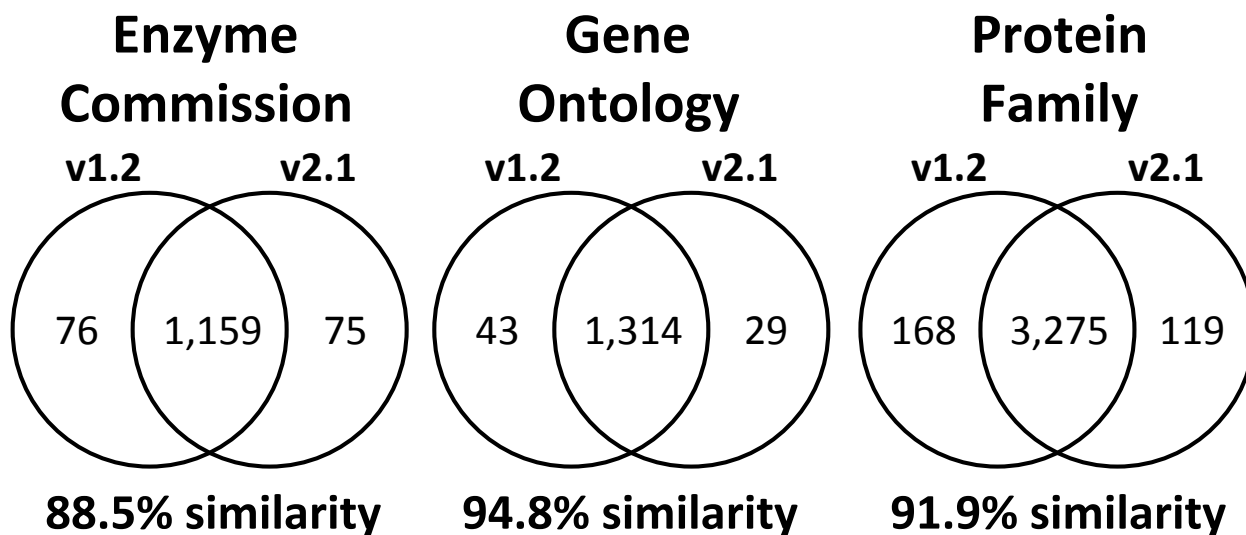 Enzyme
Commission
v1.2 v2.1
76 1,159 75
88.5% similarity
Gene
Ontology
v1.2 v2.1
43 1,314 29
94.8% similarity
Protein
Family
v1.2 v2.1
168 3,275 119
91.9% similarity